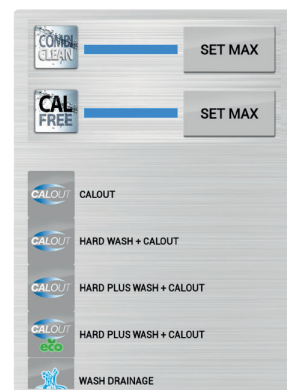 COMBI
CLEAN
SET MAX
CAL
FREE
SET MAX
CALOUT
CALOUT
CALOUT
HARD WASH + CALOUT
CALOUT
HARD PLUS WASH + CALOUT
CALOUT
eco
HARD PLUS WASH + CALOUT
WASH DRAINAGE